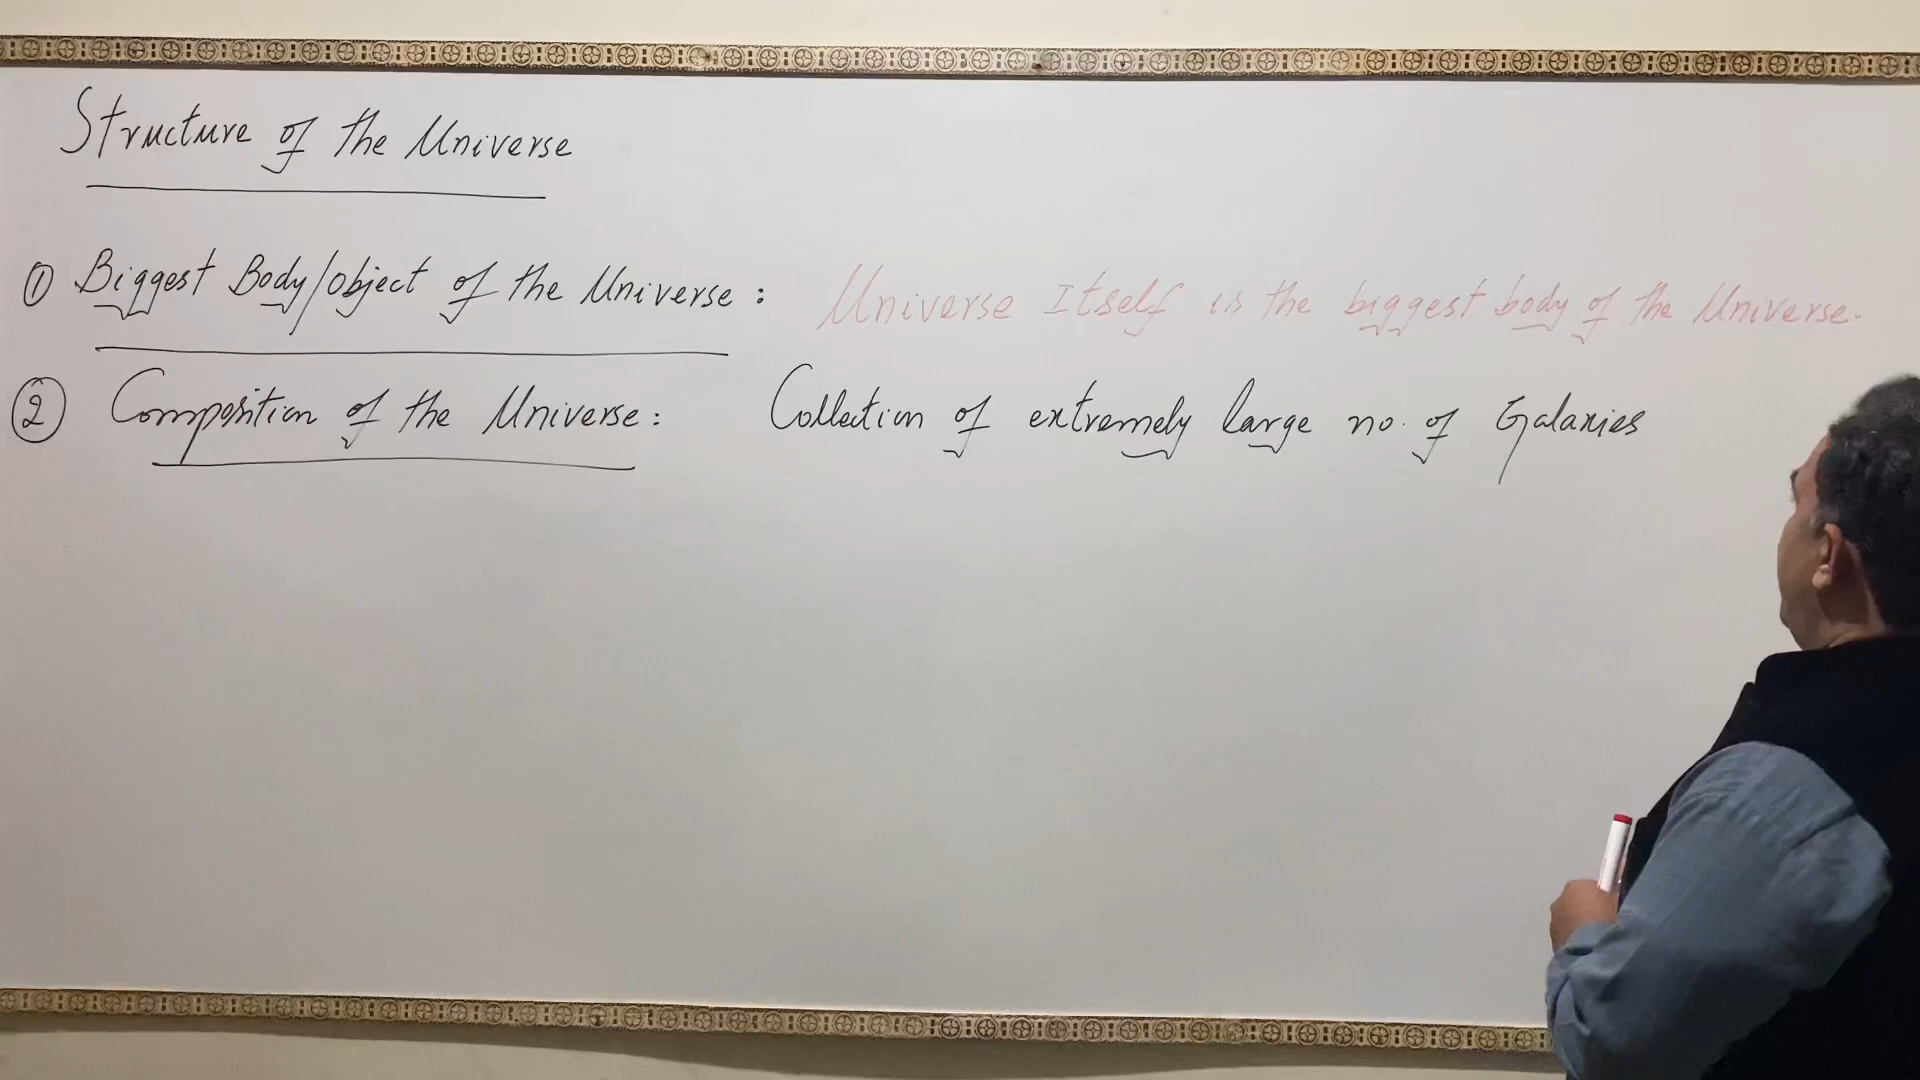 Structure of the Universe
① Biggest Body/object of the Universe : Universe Itself is the biggest body of the Universe.
② Composition of the Universe : Collection of extremely large no. of Galaxies